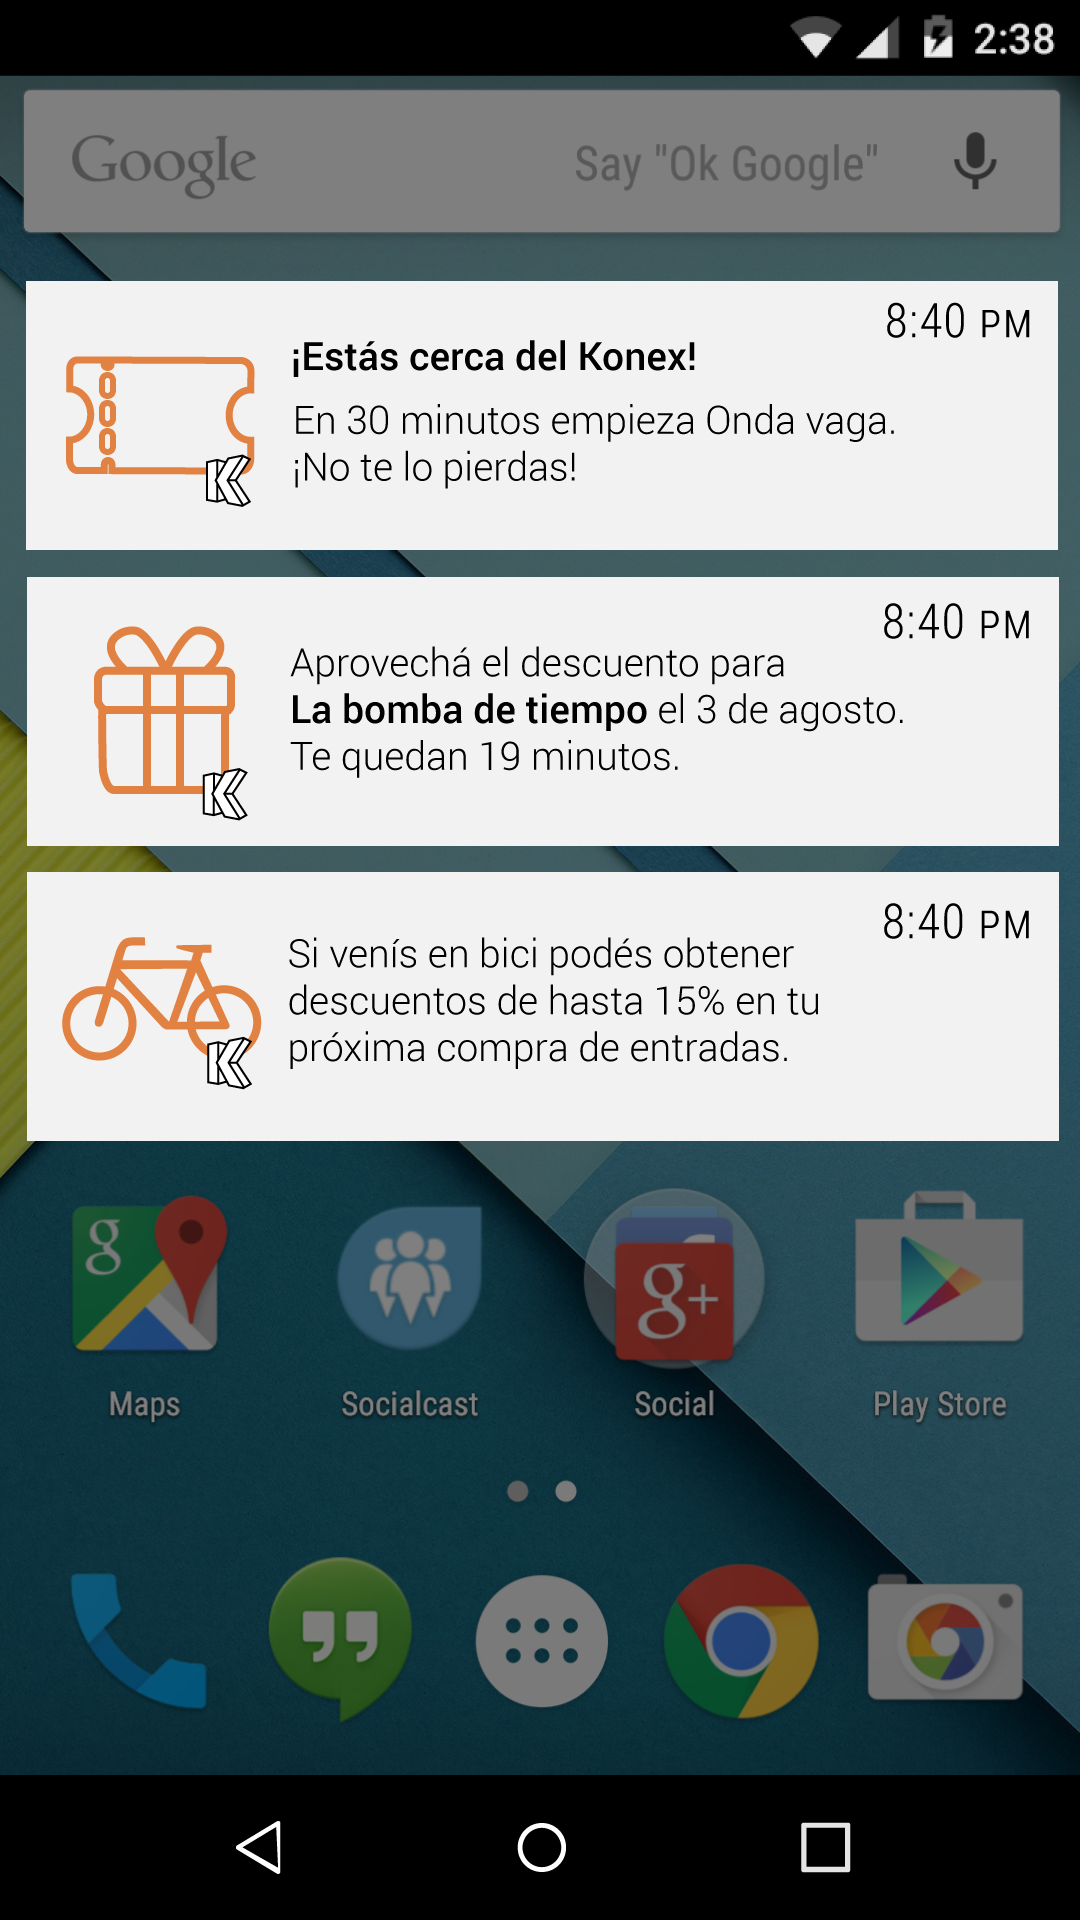 2:38
Google
Say "Ok Google"
8:40 PM
¡Estás cerca del Konex!
En 30 minutos empieza Onda vaga.
¡No te lo pierdas!
8:40 PM
Aprovechá el descuento para
La bomba de tiempo el 3 de agosto.
Te quedan 19 minutos.
8:40 PM
Si venís en bici podés obtener
descuentos de hasta 15% en tu
próxima compra de entradas.
g
g+
Maps
Socialcast
Social
Play Store